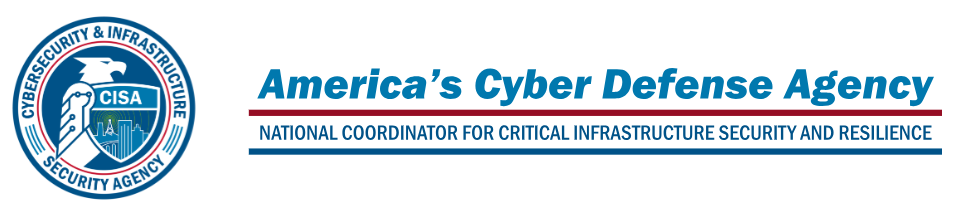 CYBERSECURITY & INFRASTRUCTURE
SECURITY AGENCY
CISA
America's Cyber Defense Agency
NATIONAL COORDINATOR FOR CRITICAL INFRASTRUCTURE SECURITY AND RESILIENCE